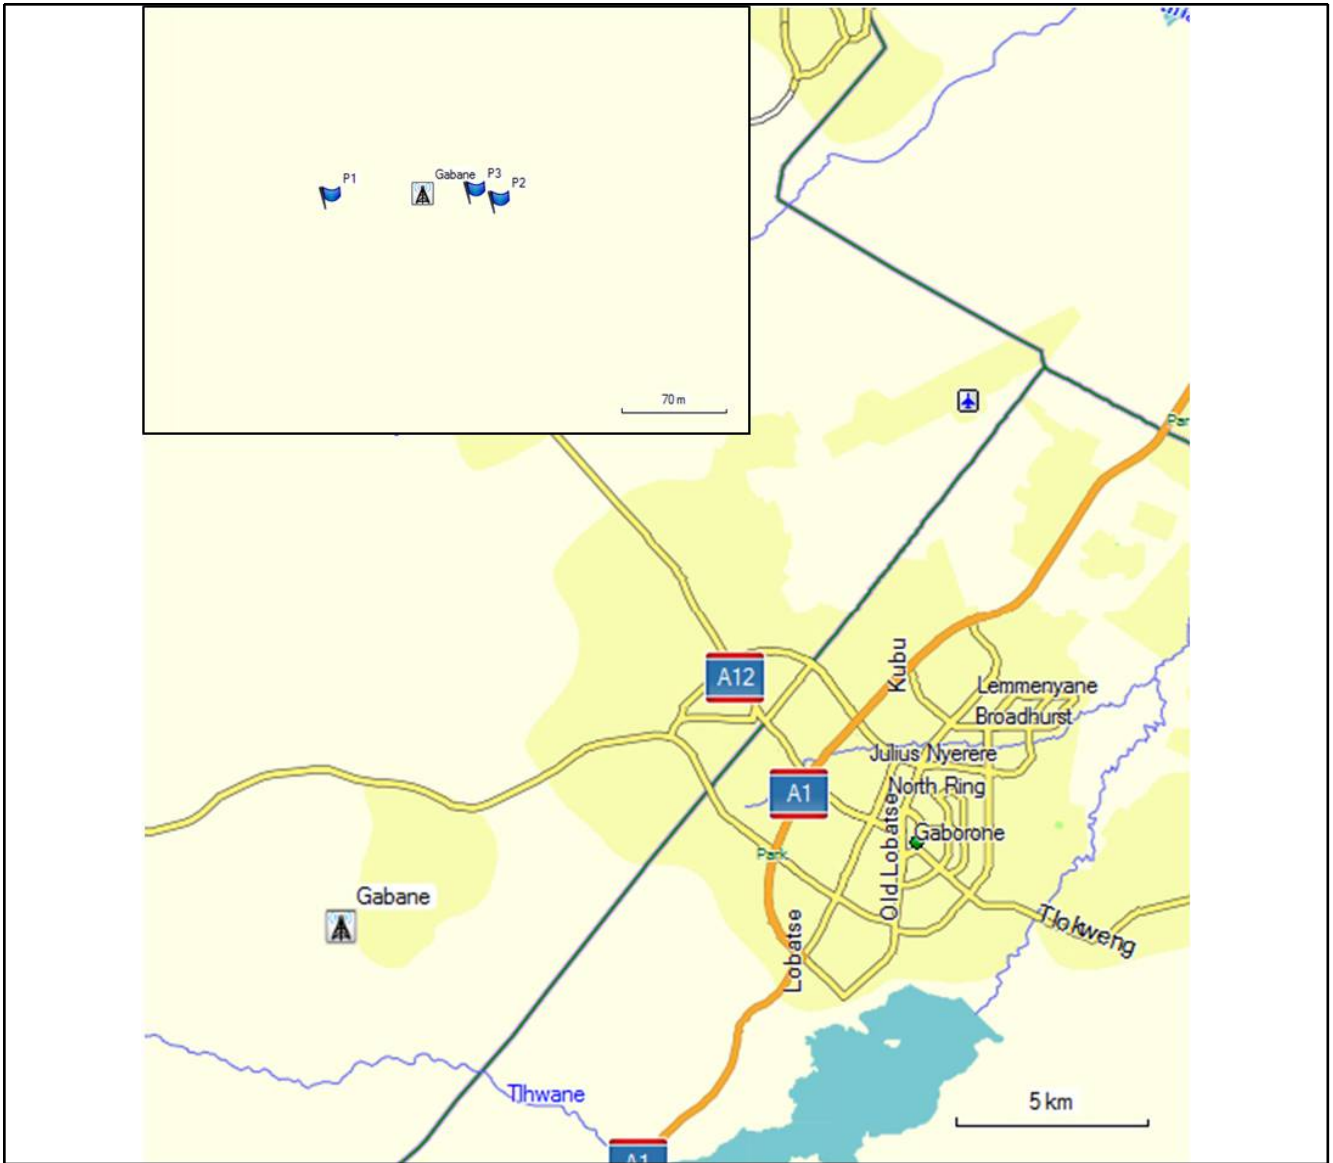 P1
Gabane
P3
P2
70 m
Par
A12
Kubu
Lemmenyane
Broadhurst
Julius Nyerere
North Ring
A1
Old Lobatse
Gaborone
Park
Gabane
Lobatse
Tlokweng
Tlhwane
5 km
A1